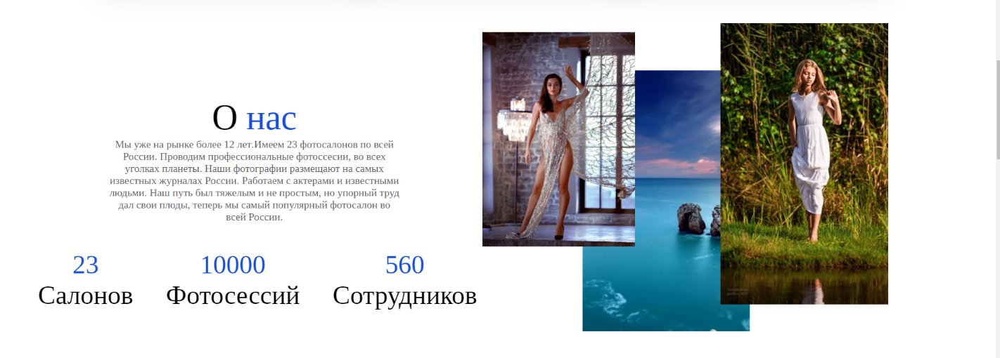 О нас
Мы уже на рынке более 12 лет.Имеем 23 фотосалонов по всей
России. Проводим профессиональные фотоссесии, во всех
уголках планеты. Наши фотографии размещают на самых
известных журналах России. Работаем с актерами и известными
людьми. Наш путь был тяжелым и не простым, но упорный труд
дал свои плоды, теперь мы самый популярный фотосалон во
всей России.
23
Салонов
10000
Фотосессий
560
Сотрудников